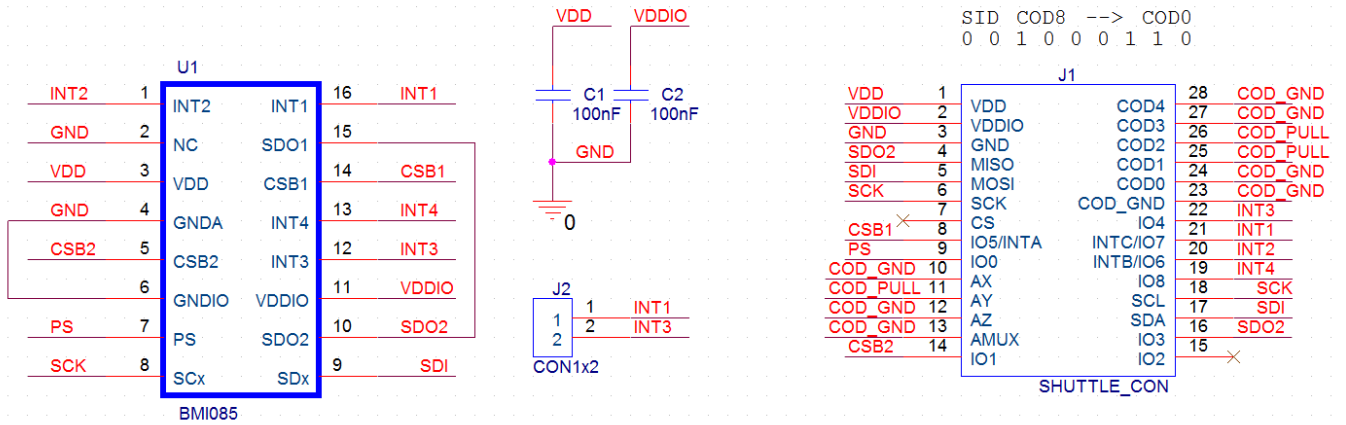 VDD VDDIO
SID COD8 --> COD0
0 0 1 0 0 0 1 1 0
U1
INT2 1 INT2 INT1 16 INT1
GND 2 NC SDO1 15
VDD 3 VDD CSB1 14 CSB1
GND 4 GNDA INT4 13 INT4
CSB2 5 CSB2 INT3 12 INT3
6 GNDIO VDDIO 11 VDDIO
PS 7 PS SDO2 10 SDO2
SCK 8 SCx SDx 9 SDI
BMI085
C1 C2
100nF 100nF
GND
0
J2
1 1 INT1
2 2 INT3
CON1x2
J1
VDD 1 VDD COD4 28 COD_GND
VDDIO 2 VDDIO COD3 27 COD_GND
GND 3 GND COD2 26 COD_PULL
SDO2 4 MISO COD1 25 COD_PULL
SDI 5 MOSI COD0 24 COD_GND
SCK 6 SCK COD_GND 23 COD_GND
7 CS IO4 22 INT3
CSB1 8 IO5/INTA INTC/IO7 21 INT1
PS 9 IO0 INTB/IO6 20 INT2
COD_GND 10 AX IO8 19 INT4
COD_PULL 11 AY SCL 18 SCK
COD_GND 12 AZ SDA 17 SDI
COD_GND 13 AMUX IO3 16 SDO2
CSB2 14 IO1 IO2 15
SHUTTLE_CON